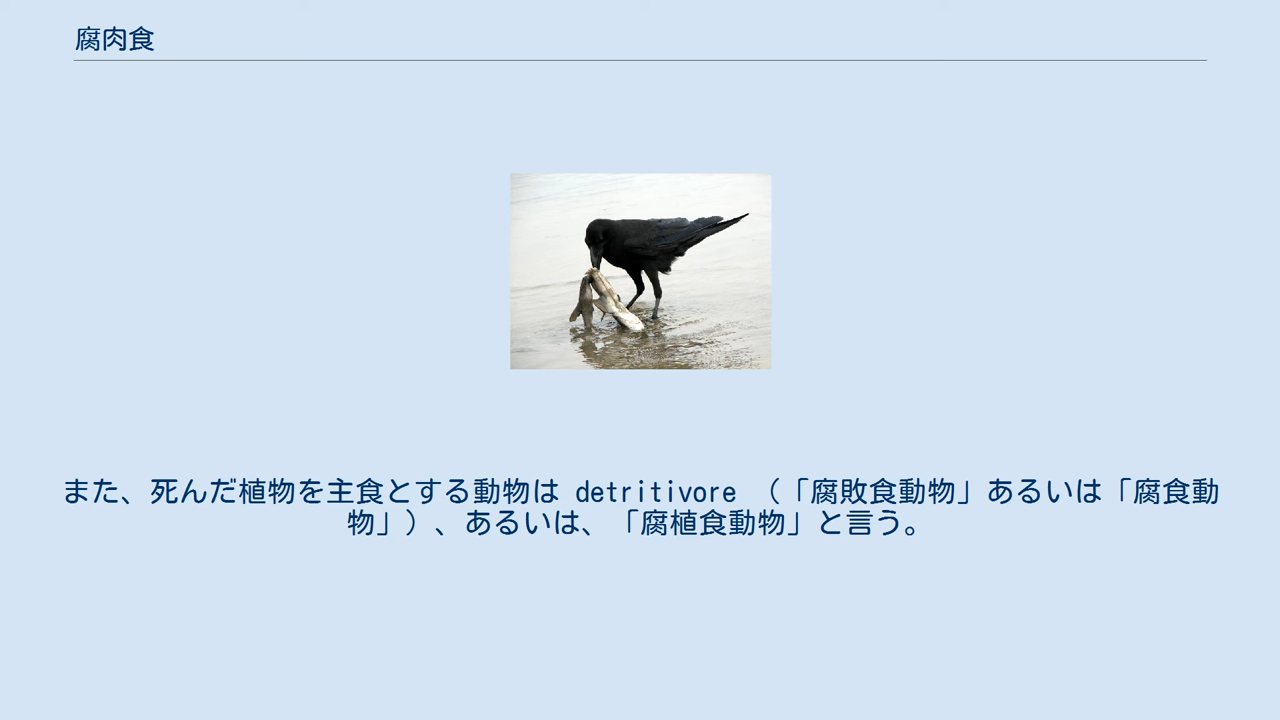 腐肉食
また、死んだ植物を主食とする動物は detritivore （「腐敗食動物」あるいは「腐食動
物」）、あるいは、「腐植食動物」と言う。